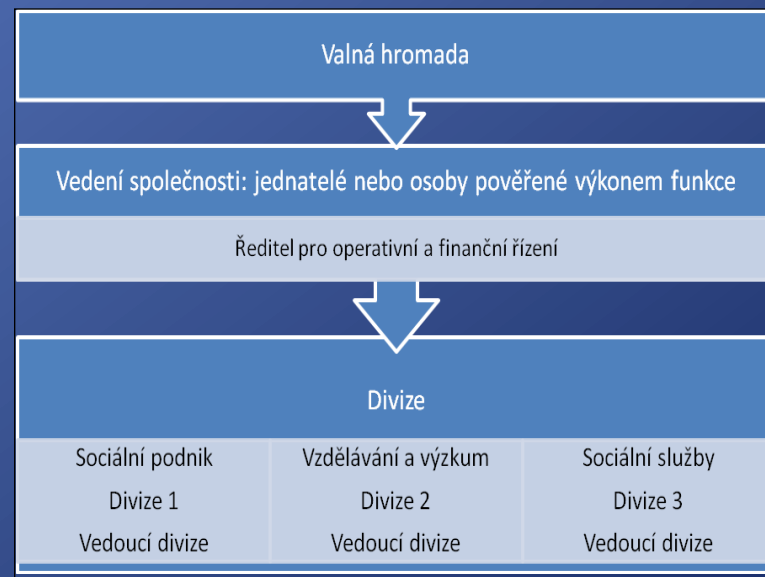 Valná hromada
Vedení společnosti: jednatelé nebo osoby pověřené výkonem funkce
Ředitel pro operativní a finanční řízení
Divize
Sociální podnik
Divize 1
Vedoucí divize
Vzdělávání a výzkum
Divize 2
Vedoucí divize
Sociální služby
Divize 3
Vedoucí divize